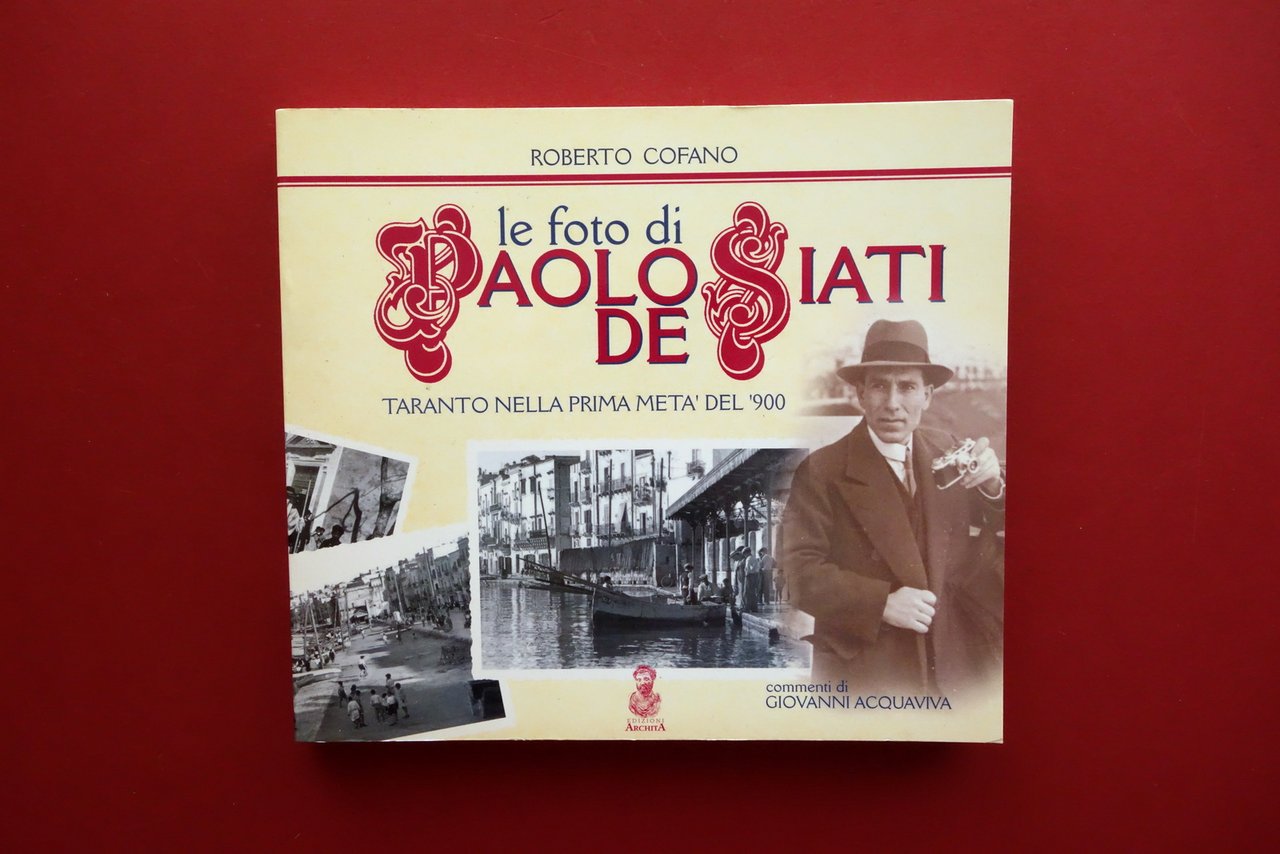 ROBERTO COFANO
le foto di
PAOLO
DE SIATI
TARANTO NELLA PRIMA META' DEL '900
commenti di
GIOVANNI ACQUAVIVA
EDIZIONI
ARCHITA